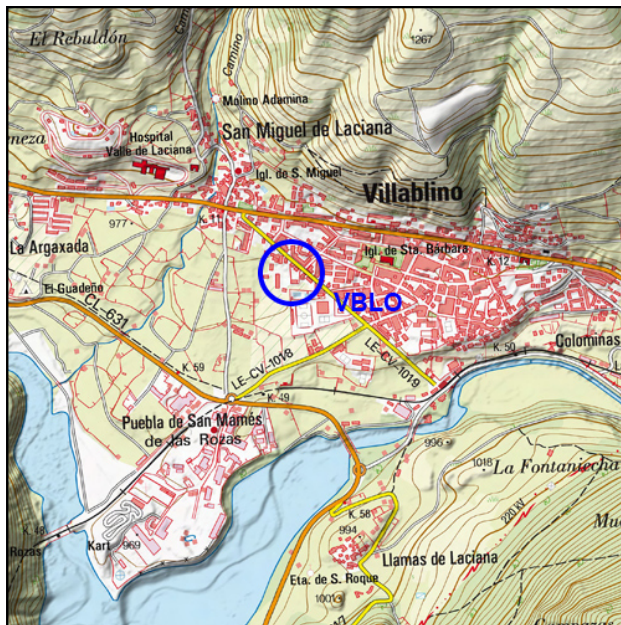 El Rebuldón
1267
Camino
Molino Adamina
San Miguel de Laciana
Hospital
Valle de Laciana
Igl. de S. Miguel
Villablino
K. 11
977
La Argaxada
Igl. de Sta. Bárbara
K. 12
El Guadeño
VBLO
CL-631
LE-CV-1018
LE-CV-1019
Colominas
K. 50
K. 59
K. 49
Puebla de San Mamés
de las Rozas
996
1018
La Fontaniecha
220 kV
K. 58
994
Rozas
Kart
969
Llamas de Laciana
Eta. de S. Roque
1001